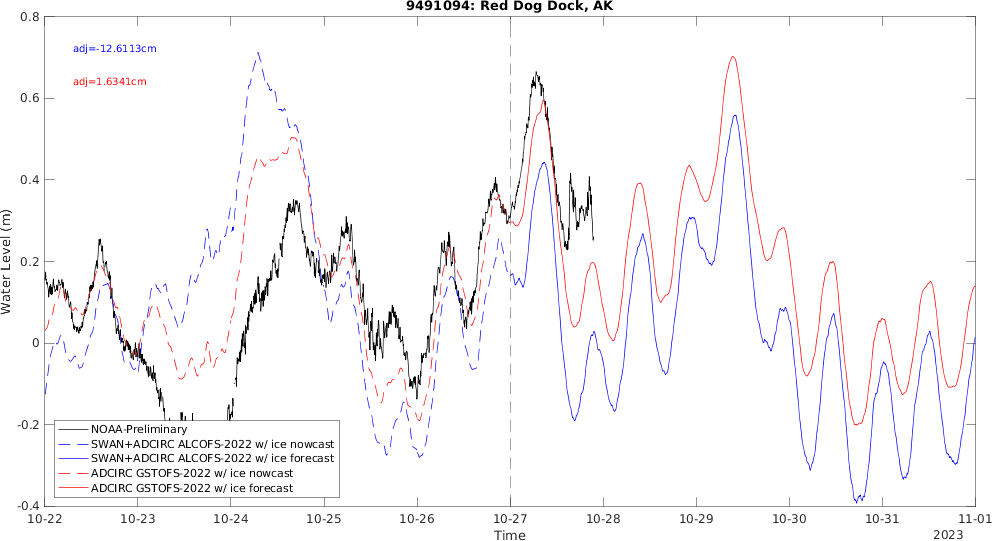 9491094: Red Dog Dock, AK
adj=-12.6113cm
adj=1.6341cm
Water Level (m)
0.8
0.6
0.4
0.2
0
-0.2
-0.4
NOAA-Preliminary
SWAN+ADCIRC ALCOFS-2022 w/ ice nowcast
SWAN+ADCIRC ALCOFS-2022 w/ ice forecast
ADCIRC GSTOFS-2022 w/ ice nowcast
ADCIRC GSTOFS-2022 w/ ice forecast
10-22 10-23 10-24 10-25 10-26 10-27 10-28 10-29 10-30 10-31 11-01
Time
2023